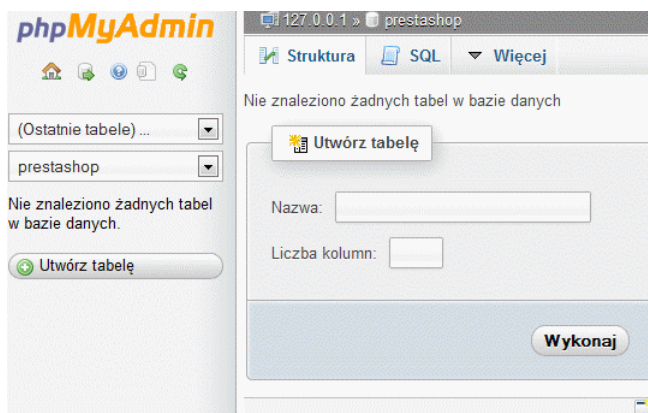 phpMyAdmin
(Ostatnie tabele) ...
prestashop
Nie znaleziono żadnych tabel
w bazie danych.
Utwórz tabelę
127.0.0.1 » prestashop
Struktura SQL Więcej
Nie znaleziono żadnych tabel w bazie danych
Utwórz tabelę
Nazwa:
Liczba kolumn:
Wykonaj